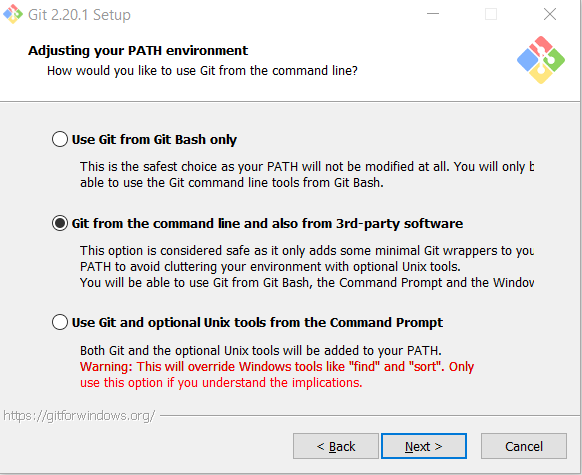 Git 2.20.1 Setup
Adjusting your PATH environment
How would you like to use Git from the command line?
Use Git from Git Bash only
This is the safest choice as your PATH will not be modified at all. You will only b
able to use the Git command line tools from Git Bash.
Git from the command line and also from 3rd-party software
This option is considered safe as it only adds some minimal Git wrappers to you
PATH to avoid cluttering your environment with optional Unix tools.
You will be able to use Git from Git Bash, the Command Prompt and the Window
Use Git and optional Unix tools from the Command Prompt
Both Git and the optional Unix tools will be added to your PATH.
Warning: This will override Windows tools like "find" and "sort". Only
use this option if you understand the implications.
https://gitforwindows.org/
< Back Next > Cancel